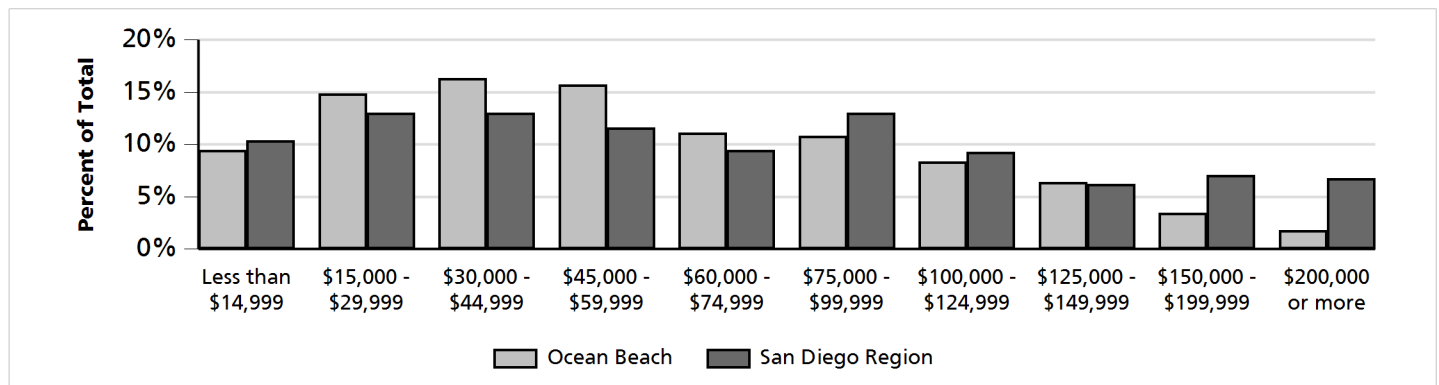 Percent of Total
20%
15%
10%
5%
0%
Less than $15,000 - $30,000 - $45,000 - $60,000 - $75,000 - $100,000 - $125,000 - $150,000 - $200,000
$14,999 $29,999 $44,999 $59,999 $74,999 $99,999 $124,999 $149,999 $199,999 or more
Ocean Beach San Diego Region